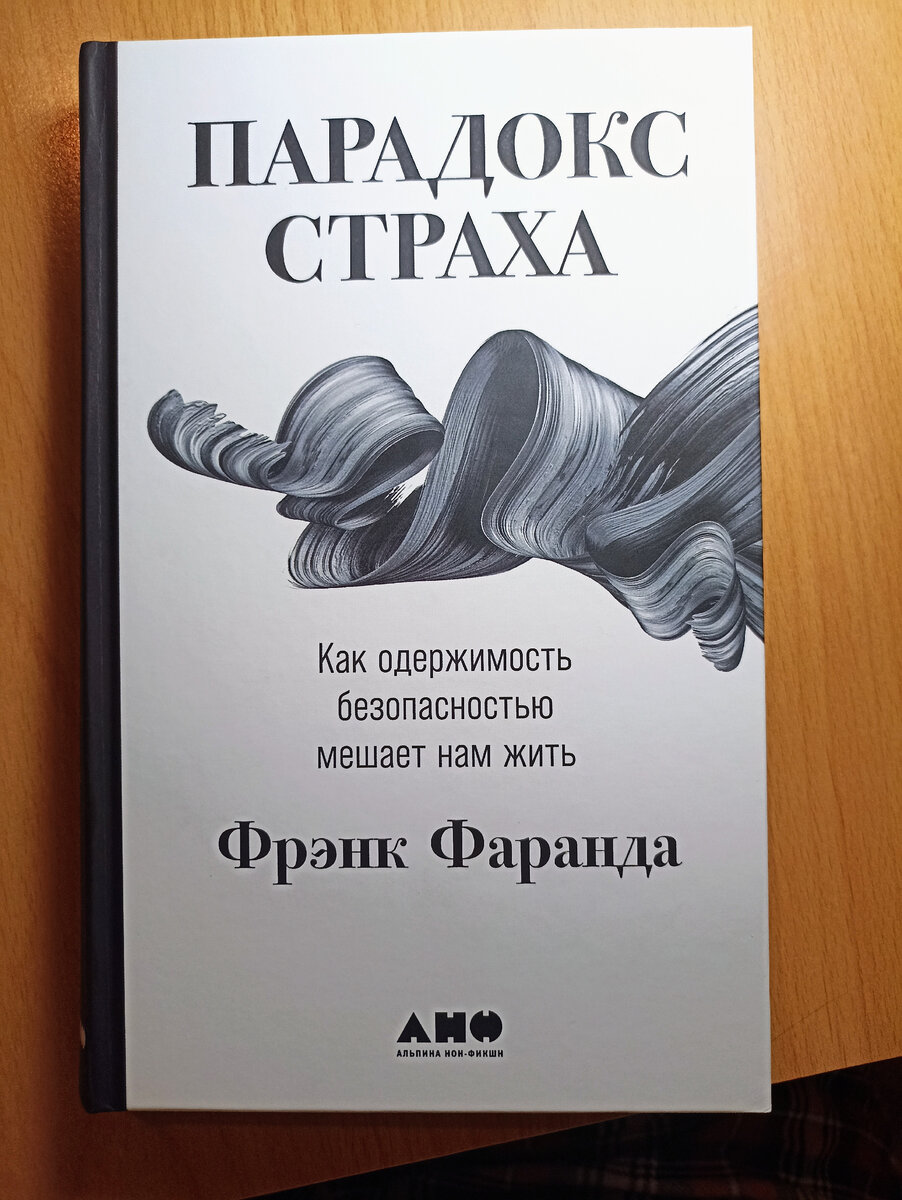 ПАРАДОКС
СТРАХА
Как одержимость
безопасностью
мешает нам жить
Фрэнк Фаранда
АНФ
АЛЬПИНА НОН-ФИКШН